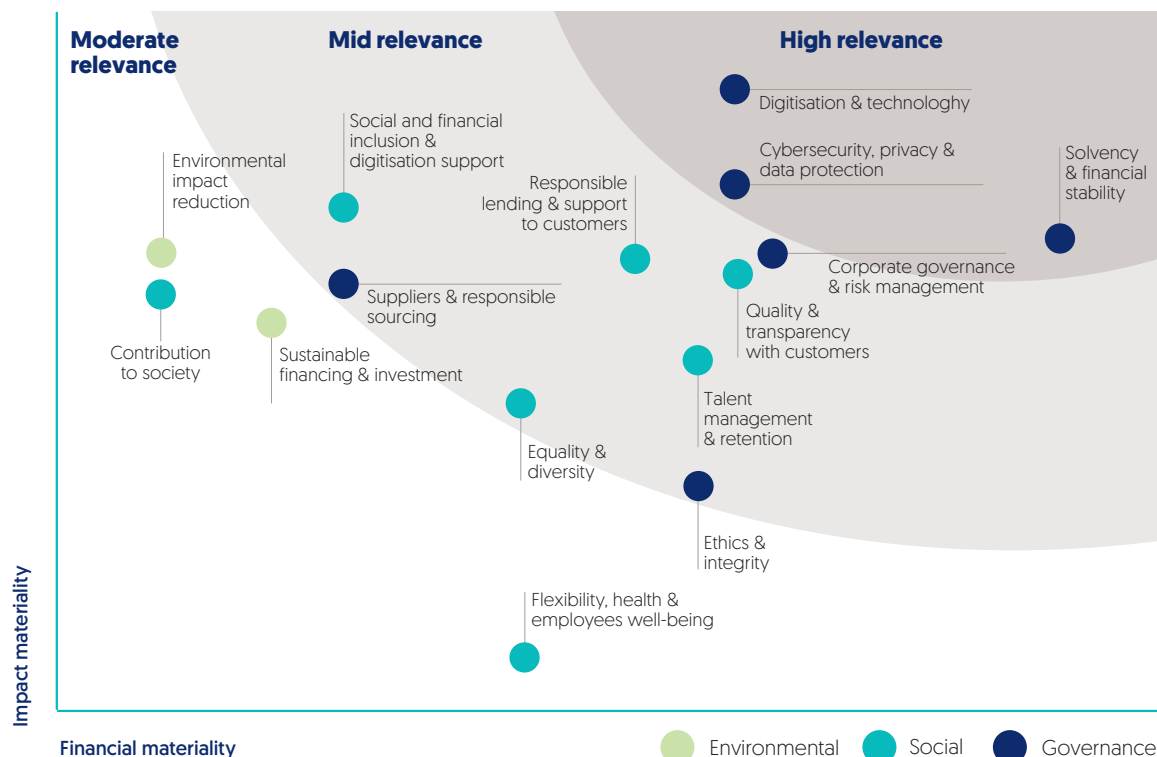 Moderate
relevance
Mid relevance
High relevance
Digitisation & technologhy
Social and financial
inclusion &
digitisation support
Cybersecurity, privacy &
data protection
Solvency
& financial
stability
Environmental
impact
reduction
Responsible
lending & support
to customers
Corporate governance
& risk management
Suppliers & responsible
sourcing
Quality &
transparency
with customers
Contribution
to society
Sustainable
financing & investment
Talent
management
& retention
Equality &
diversity
Ethics &
integrity
Flexibility, health &
employees well-being
Impact materiality
Financial materiality
Environmental
Social
Governance